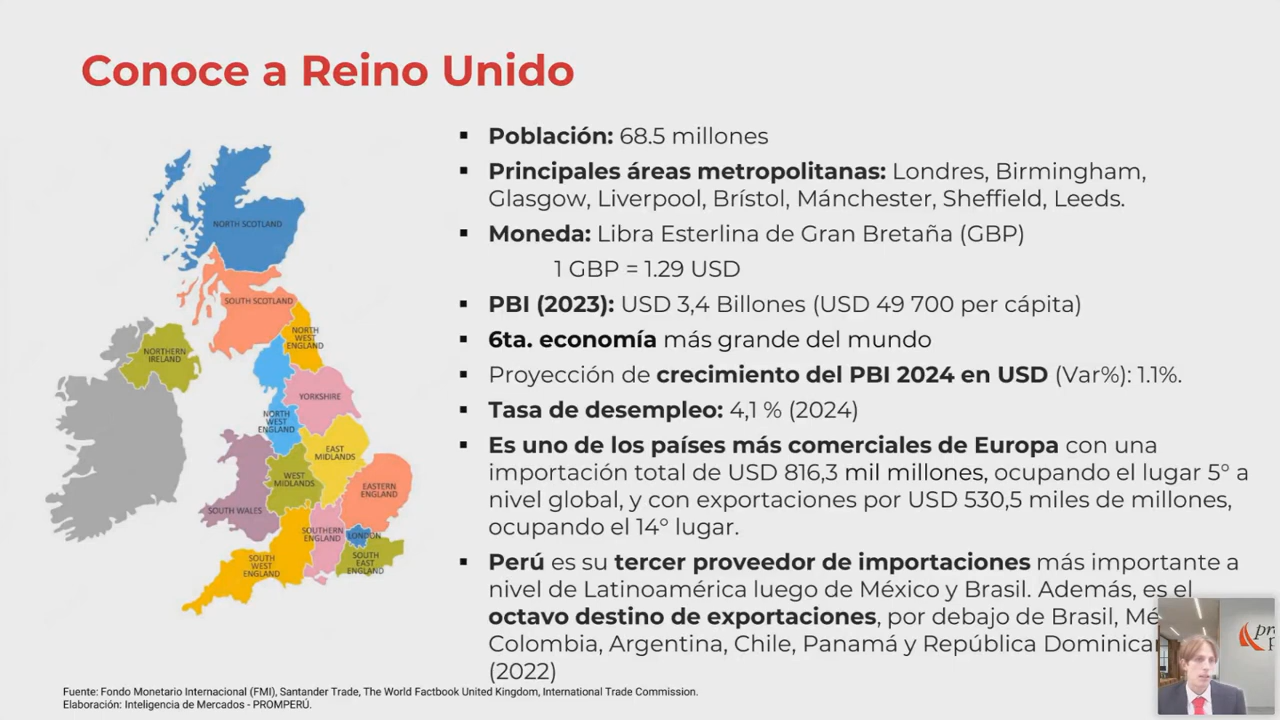 Conoce a Reino Unido
▪ Población: 68.5 millones
▪ Principales áreas metropolitanas: Londres, Birmingham,
Glasgow, Liverpool, Brístol, Mánchester, Sheffield, Leeds.
▪ Moneda: Libra Esterlina de Gran Bretaña (GBP)
1 GBP = 1.29 USD
▪ PBI (2023): USD 3,4 Billones (USD 49 700 per cápita)
▪ 6ta. economía más grande del mundo
▪ Proyección de crecimiento del PBI 2024 en USD (Var%): 1.1%.
▪ Tasa de desempleo: 4,1 % (2024)
▪ Es uno de los países más comerciales de Europa con una
importación total de USD 816,3 mil millones, ocupando el lugar 5° a
nivel global, y con exportaciones por USD 530,5 miles de millones,
ocupando el 14° lugar.
▪ Perú es su tercer proveedor de importaciones más importante a
nivel de Latinoamérica luego de México y Brasil. Además, es el
octavo destino de exportaciones, por debajo de Brasil,
Colombia, Argentina, Chile, Panamá y República
(2022)
NORTH SCOTLAND
SOUTH SCOTLAND
NORTH
WEST
ENGLAND
NORTHERN
IRELAND
YORKSHIRE
NORTH
WEST
ENGLAND
EAST
MIDLANDS
WEST
MIDLANDS
EASTERN
ENGLAND
SOUTH WALES
SOUTHERN
ENGLAND
LONDON
SOUTH
WEST
ENGLAND
SOUTH
EAST
ENGLAND
Fuente: Fondo Monetario Internacional (FMI), Santander Trade, The World Factbook United Kingdom, International Trade Commission.
Elaboración: Inteligencia de Mercados - PROMPERÚ.